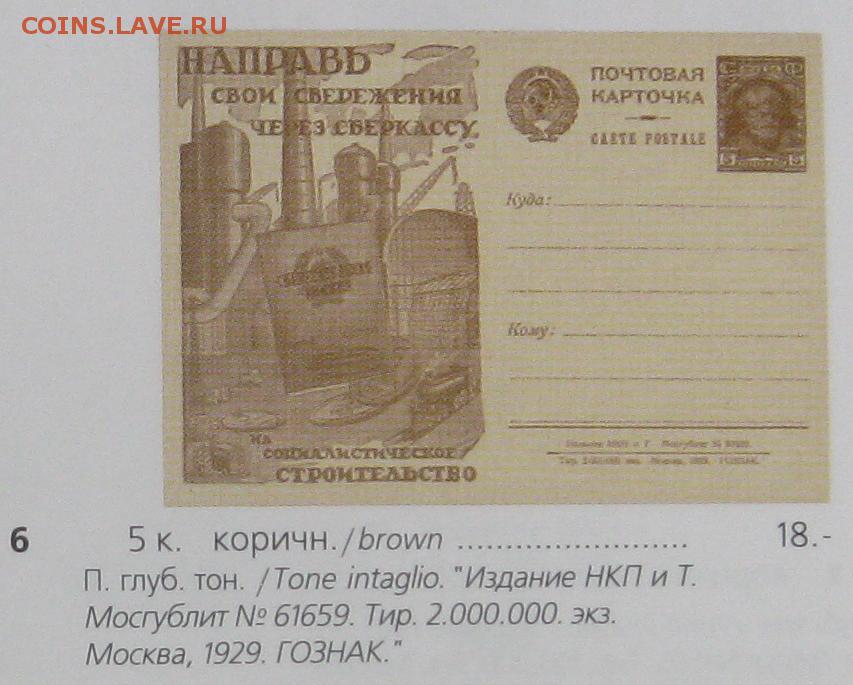 COINS.LAVE.RU
НАПРАВЬ
СВОИ СБЕРЕЖЕНИЯ
ЧЕРЕЗ СБЕРКАССУ
НА
СОЦИАЛИСТИЧЕСКОЕ
СТРОИТЕЛЬСТВО
ПОЧТОВАЯ
КАРТОЧКА
CARTE POSTALE
5 5
Куда:
Кому:
6 5 к. коричн./brown ........................ 18.-
П. глуб. тон. /Tone intaglio. "Издание НКП и Т.
Мосгублит № 61659. Тир. 2.000.000. экз.
Москва, 1929. ГОЗНАК."